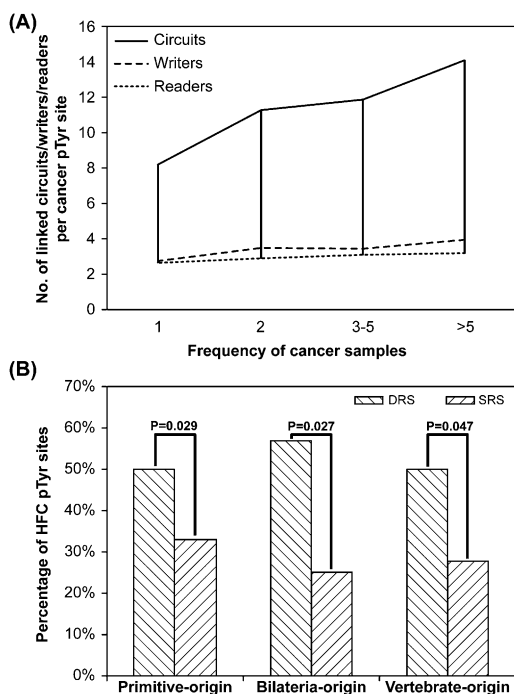 (A)
16
14
12
10
8
6
4
2
0
No. of linked circuits/writers/readers
per cancer pTyr site
Circuits
Writers
Readers
1 2 3-5 >5
Frequency of cancer samples
(B)
70%
60%
50%
40%
30%
20%
10%
0%
Percentage of HFC pTyr sites
DRS SRS
P=0.029 P=0.027 P=0.047
Primitive-origin Bilateria-origin Vertebrate-origin